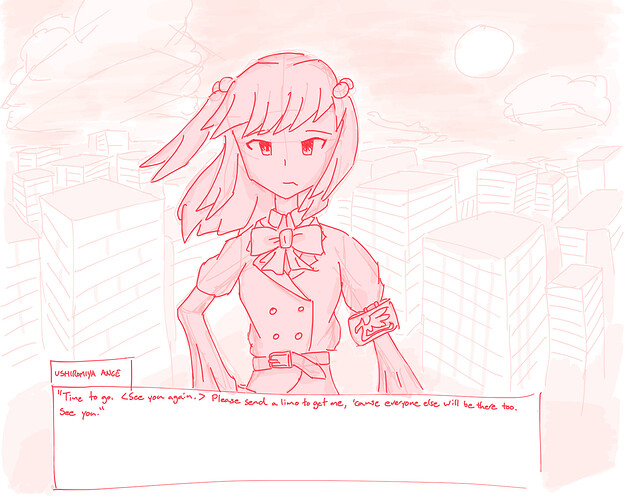 USHIROMIYA ANGE
"Time to go. <See you again.> Please send a limo to get me, 'cause everyone else will be there too.
See you."